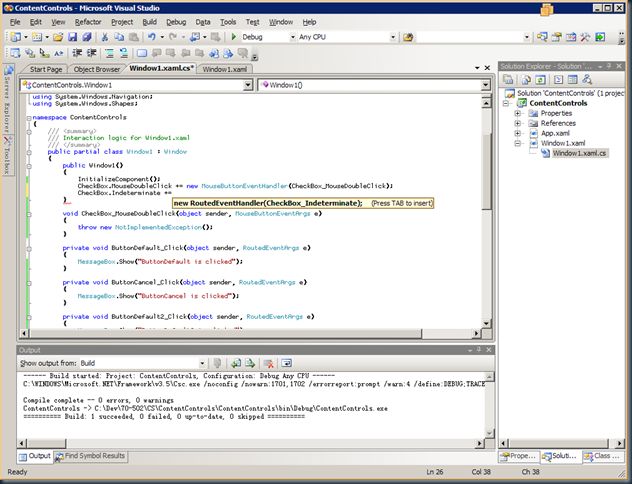 ContentControls - Microsoft Visual Studio
File Edit View Refactor Project Build Debug Data Tools Test Window Help
Debug Any CPU
Start Page Object Browser Window1.xaml.cs* Window1.xaml
ContentControls.Window1 Window1()
Server Explorer
Toolbox
using System.Windows.Navigation;
using System.Windows.Shapes;
namespace ContentControls
{
/// <summary>
/// Interaction logic for Window1.xaml
/// </summary>
public partial class Window1 : Window
{
public Window1()
{
InitializeComponent();
CheckBox.MouseDoubleClick += new MouseButtonEventHandler(CheckBox_MouseDoubleClick);
CheckBox.Indeterminate +=
new RoutedEventHandler(CheckBox_Indeterminate); (Press TAB to insert)
}
void CheckBox_MouseDoubleClick(object sender, MouseButtonEventArgs e)
{
throw new NotImplementedException();
}
private void ButtonDefault_Click(object sender, RoutedEventArgs e)
{
MessageBox.Show("ButtonDefault is clicked");
}
private void ButtonCancel_Click(object sender, RoutedEventArgs e)
{
MessageBox.Show("ButtonCancel is clicked");
}
private void ButtonDefault2_Click(object sender, RoutedEventArgs e)
{
Solution Explorer - Solution '...
Solution 'ContentControls' (1 project
ContentControls
Properties
References
App.xaml
Window1.xaml
Window1.xaml.cs
Output
Show output from: Build
------ Build started: Project: ContentControls, Configuration: Debug Any CPU ------
C:\WINDOWS\Microsoft.NET\Framework\v3.5\Csc.exe /noconfig /nowarn:1701,1702 /errorreport:prompt /warn:4 /define:DEBUG;TRACE
Compile complete -- 0 errors, 0 warnings
ContentControls -> C:\Dev\70-502\CS\ContentControls\ContentControls\bin\Debug\ContentControls.exe
========== Build: 1 succeeded, 0 failed, 0 up-to-date, 0 skipped ==========
Output Find Symbol Results
Prope... Soluti... Class ...
Ready Ln 26 Col 38 Ch 38